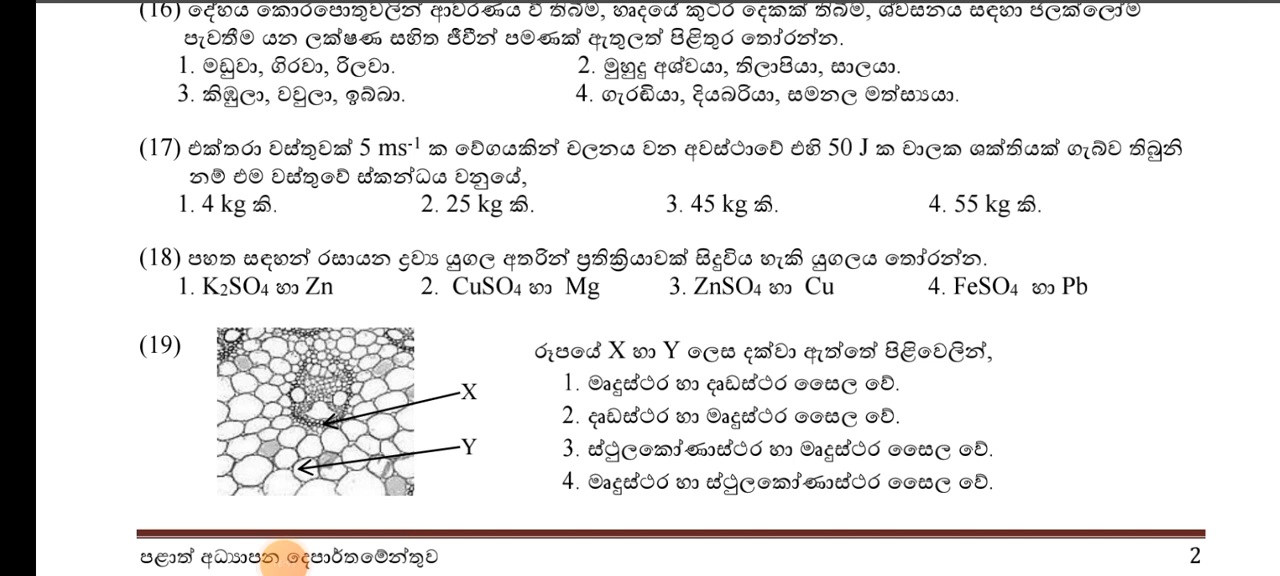 (16) දේහය කොරපොතුවලින් ආවරණය වී තිබීම, හෘදයේ කුටීර දෙකක් තිබීම, ශ්වසනය සඳහා ජලක්ලෝම
පැවතීම යන ලක්ෂණ සහිත ජීවීන් පමණක් ඇතුලත් පිළිතුර තෝරන්න.
1. මඩුවා, ගිරවා, රිලවා. 2. මුහුදු අශ්වයා, තිලාපියා, සාලයා.
3. කිඹුලා, වවුලා, ඉබ්බා. 4. ගැරඬියා, දියබරියා, සමනල මත්ස්‍යයා.
(17) එක්තරා වස්තුවක් 5 ms⁻¹ ක වේගයකින් චලනය වන අවස්ථාවේ එහි 50 J ක චාලක ශක්තියක් ගැබ්ව තිබුනි
නම් එම වස්තුවේ ස්කන්ධය වනුයේ,
1. 4 kg කි. 2. 25 kg කි. 3. 45 kg කි. 4. 55 kg කි.
(18) පහත සඳහන් රසායන ද්‍රව්‍ය යුගල අතරින් ප්‍රතික්‍රියාවක් සිදුවිය හැකි යුගලය තෝරන්න.
1. K₂SO₄ හා Zn 2. CuSO₄ හා Mg 3. ZnSO₄ හා Cu 4. FeSO₄ හා Pb
(19) රූපයේ X හා Y ලෙස දක්වා ඇත්තේ පිළිවෙලින්,
1. මෘදුස්ථර හා දෘඩස්ථර සෛල වේ.
X
2. දෘඩස්ථර හා මෘදුස්ථර සෛල වේ.
Y
3. ස්ථුලකෝණාස්ථර හා මෘදුස්ථර සෛල වේ.
4. මෘදුස්ථර හා ස්ථුලකෝණාස්ථර සෛල වේ.
පළාත් අධ්‍යාපන දෙපාර්තමේන්තුව 2